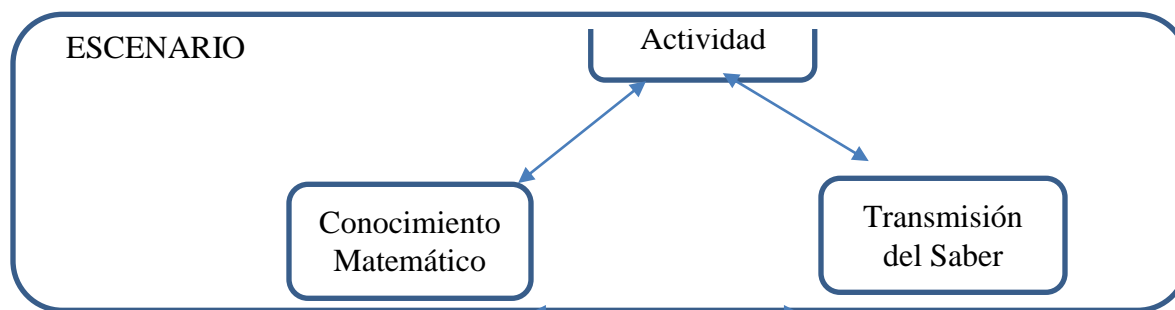 ESCENARIO
Actividad
Conocimiento
Matemático
Transmisión
del Saber